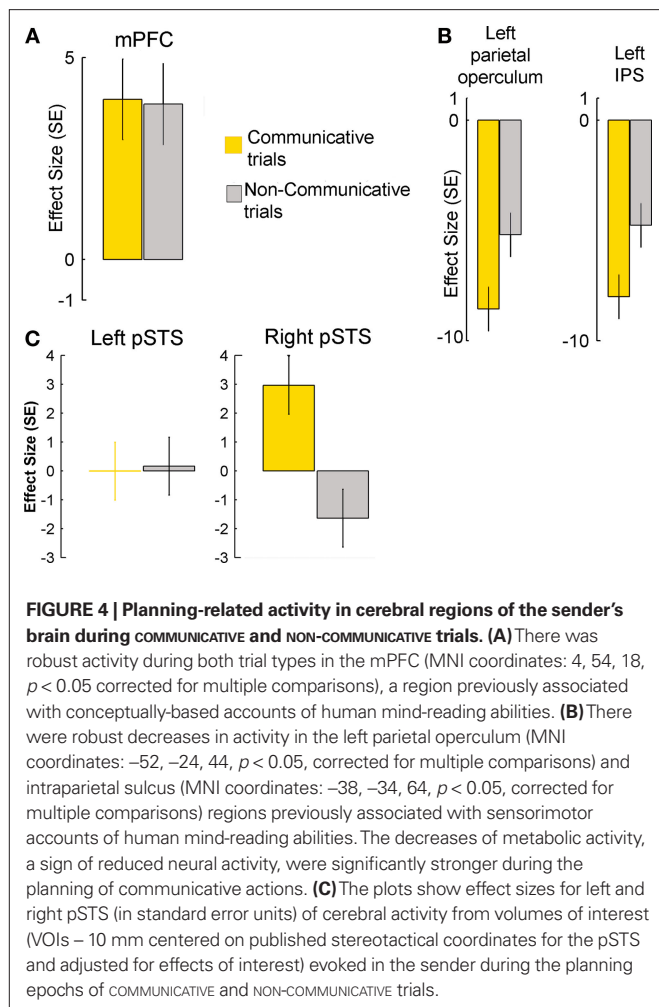 A
mPFC
5
0
-1
Effect Size (SE)
Communicative
trials
Non-Communicative
trials
B
Left
parietal
operculum
1
0
-10
Effect Size (SE)
Left
IPS
1
0
-10
C
Left pSTS
4
3
2
1
0
-1
-2
-3
Effect Size (SE)
Right pSTS
4
3
2
1
0
-1
-2
-3
FIGURE 4 | Planning-related activity in cerebral regions of the sender's
brain during COMMUNICATIVE and NON-COMMUNICATIVE trials. (A) There was
robust activity during both trial types in the mPFC (MNI coordinates: 4, 54, 18,
p < 0.05 corrected for multiple comparisons), a region previously associated
with conceptually-based accounts of human mind-reading abilities. (B) There
were robust decreases in activity in the left parietal operculum (MNI
coordinates: –52, –24, 44, p < 0.05, corrected for multiple comparisons) and
intraparietal sulcus (MNI coordinates: –38, –34, 64, p < 0.05, corrected for
multiple comparisons) regions previously associated with sensorimotor
accounts of human mind-reading abilities. The decreases of metabolic activity,
a sign of reduced neural activity, were significantly stronger during the
planning of communicative actions. (C) The plots show effect sizes for left and
right pSTS (in standard error units) of cerebral activity from volumes of interest
(VOIs – 10 mm centered on published stereotactical coordinates for the pSTS
and adjusted for effects of interest) evoked in the sender during the planning
epochs of COMMUNICATIVE and NON-COMMUNICATIVE trials.